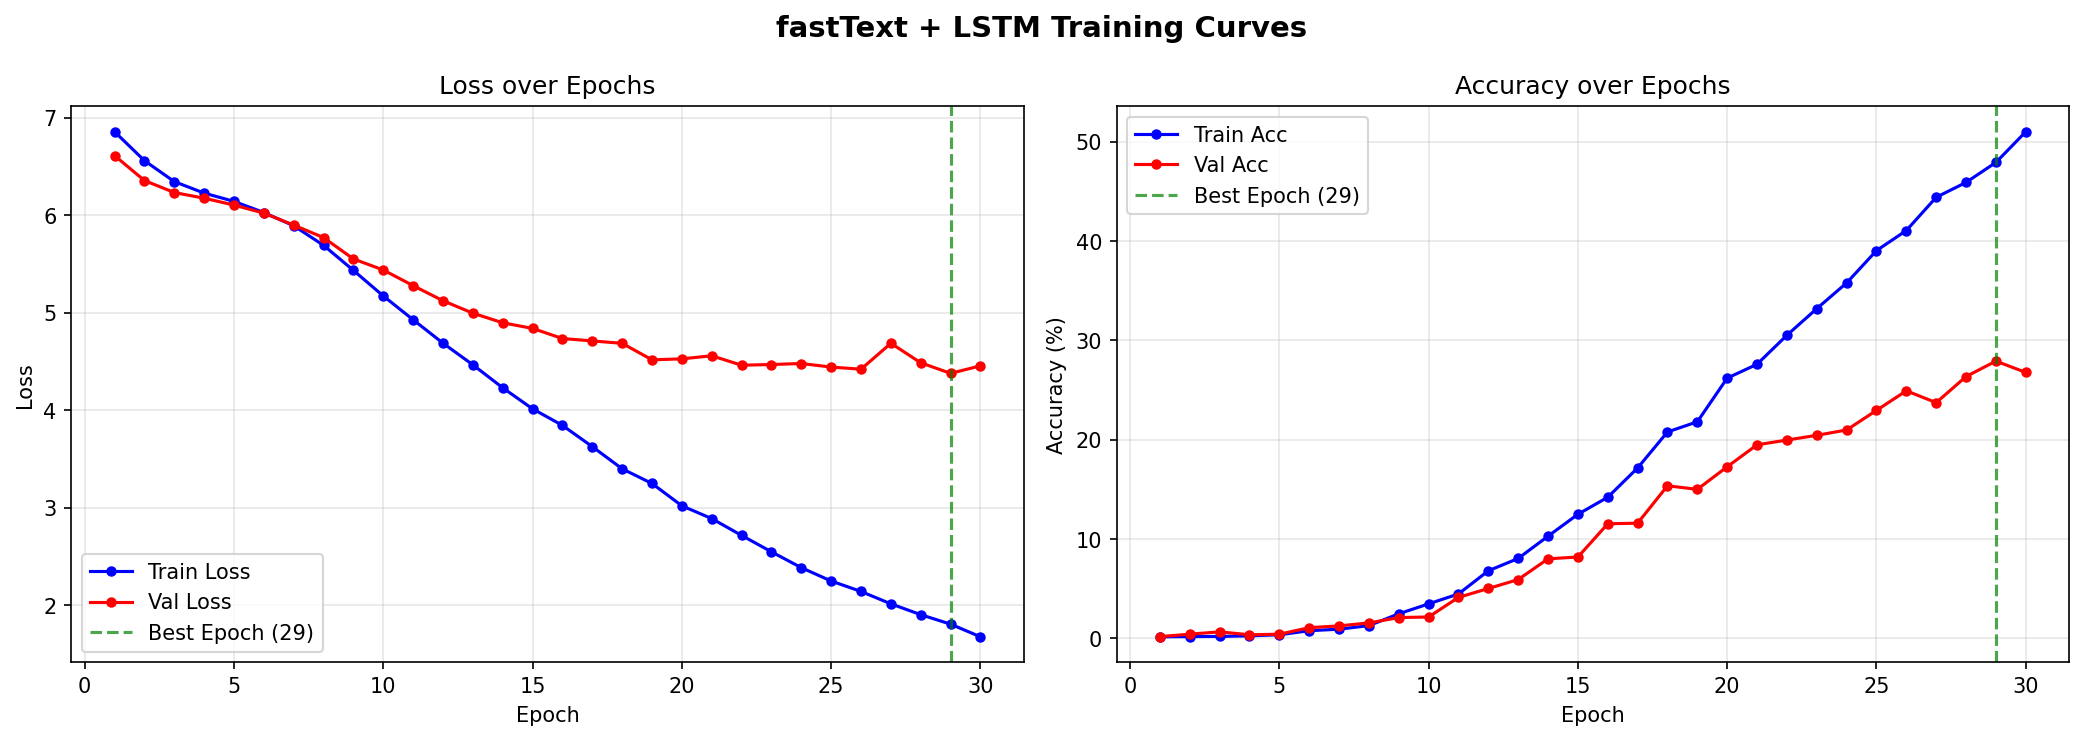 fastText + LSTM Training Curves
Loss over Epochs
Loss
7
6
5
4
3
2
Train Loss
Val Loss
Best Epoch (29)
0 5 10 15 20 25 30
Epoch
Accuracy over Epochs
Accuracy (%)
50
40
30
20
10
0
Train Acc
Val Acc
Best Epoch (29)
0 5 10 15 20 25 30
Epoch